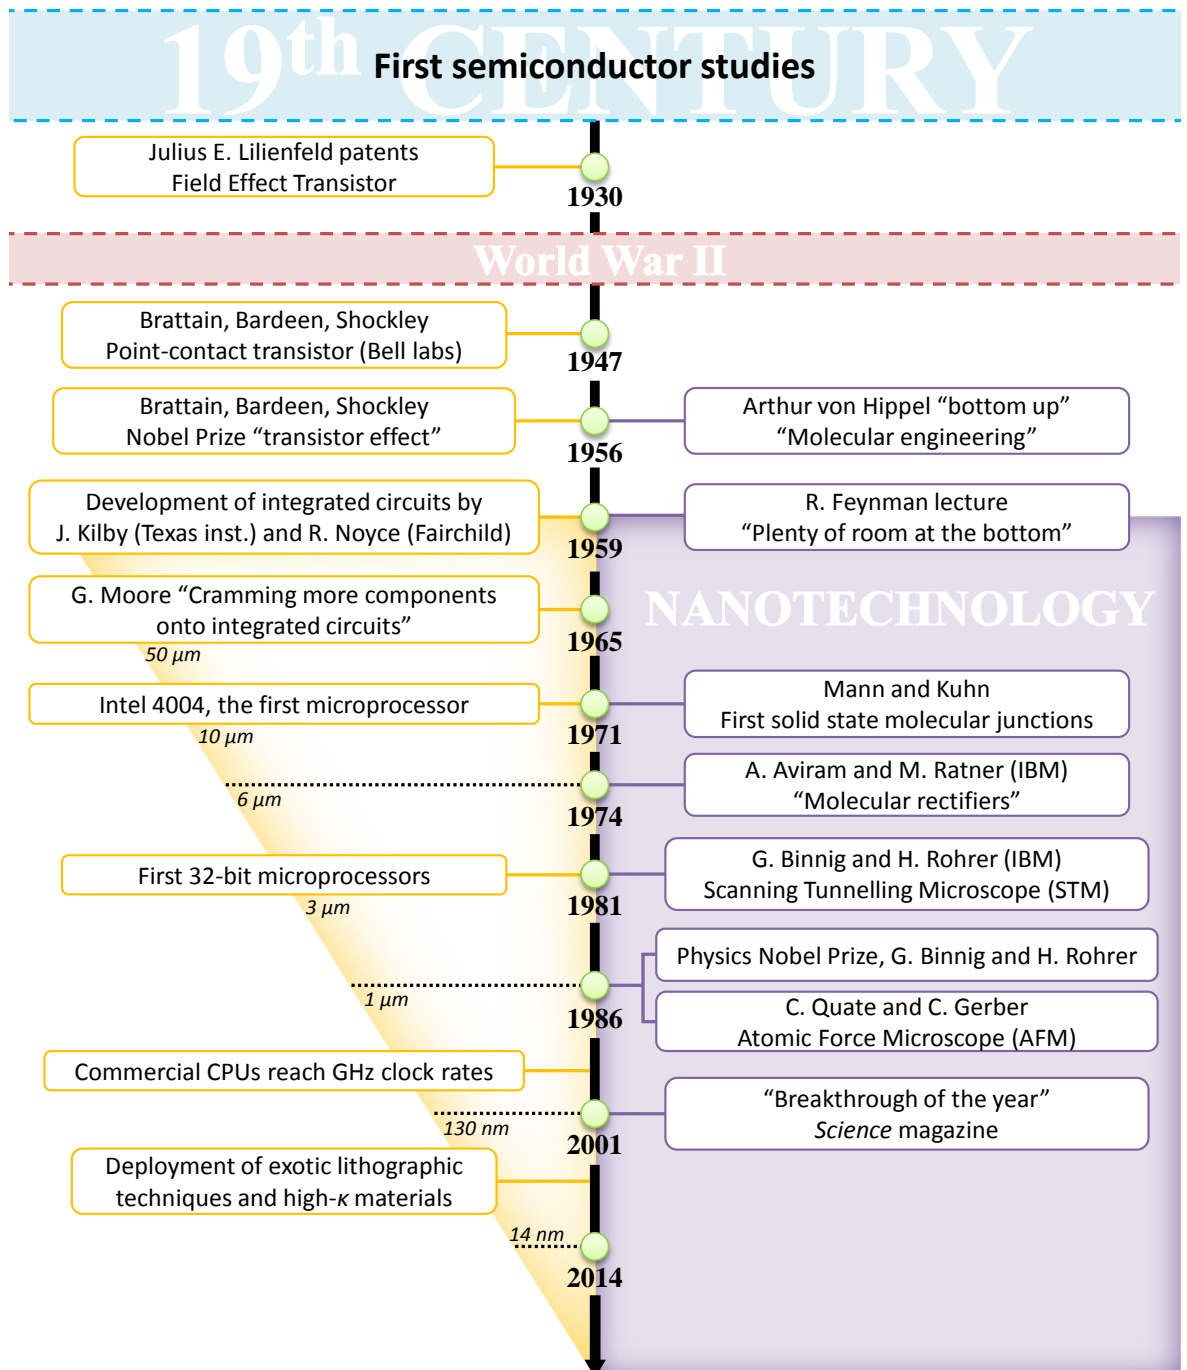 19th CENTURY
First semiconductor studies
Julius E. Lilienfeld patents
Field Effect Transistor
1930
World War II
Brattain, Bardeen, Shockley
Point-contact transistor (Bell labs)
1947
Brattain, Bardeen, Shockley
Nobel Prize “transistor effect”
Arthur von Hippel “bottom up”
“Molecular engineering”
1956
Development of integrated circuits by
J. Kilby (Texas inst.) and R. Noyce (Fairchild)
R. Feynman lecture
“Plenty of room at the bottom”
1959
NANOTECHNOLOGY
G. Moore “Cramming more components
onto integrated circuits”
1965
50 μm
Intel 4004, the first microprocessor
Mann and Kuhn
First solid state molecular junctions
1971
10 μm
A. Aviram and M. Ratner (IBM)
“Molecular rectifiers”
6 μm
1974
First 32-bit microprocessors
G. Binnig and H. Rohrer (IBM)
Scanning Tunnelling Microscope (STM)
1981
3 μm
Physics Nobel Prize, G. Binnig and H. Rohrer
1 μm
C. Quate and C. Gerber
Atomic Force Microscope (AFM)
1986
Commercial CPUs reach GHz clock rates
“Breakthrough of the year”
Science magazine
130 nm
2001
Deployment of exotic lithographic
techniques and high-κ materials
14 nm
2014